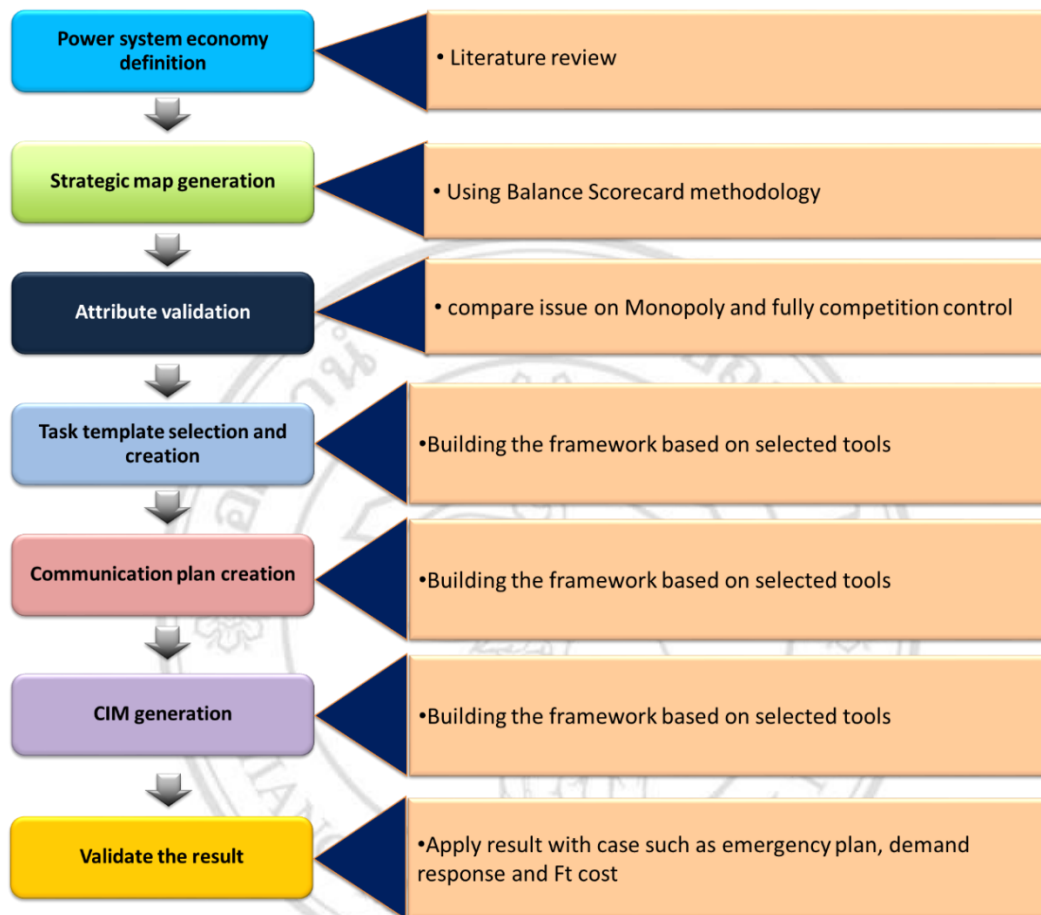 Power system economy
definition
• Literature review
Strategic map generation
• Using Balance Scorecard methodology
Attribute validation
• compare issue on Monopoly and fully competition control
Task template selection and
creation
•Building the framework based on selected tools
Communication plan creation
•Building the framework based on selected tools
CIM generation
•Building the framework based on selected tools
Validate the result
•Apply result with case such as emergency plan, demand
response and Ft cost